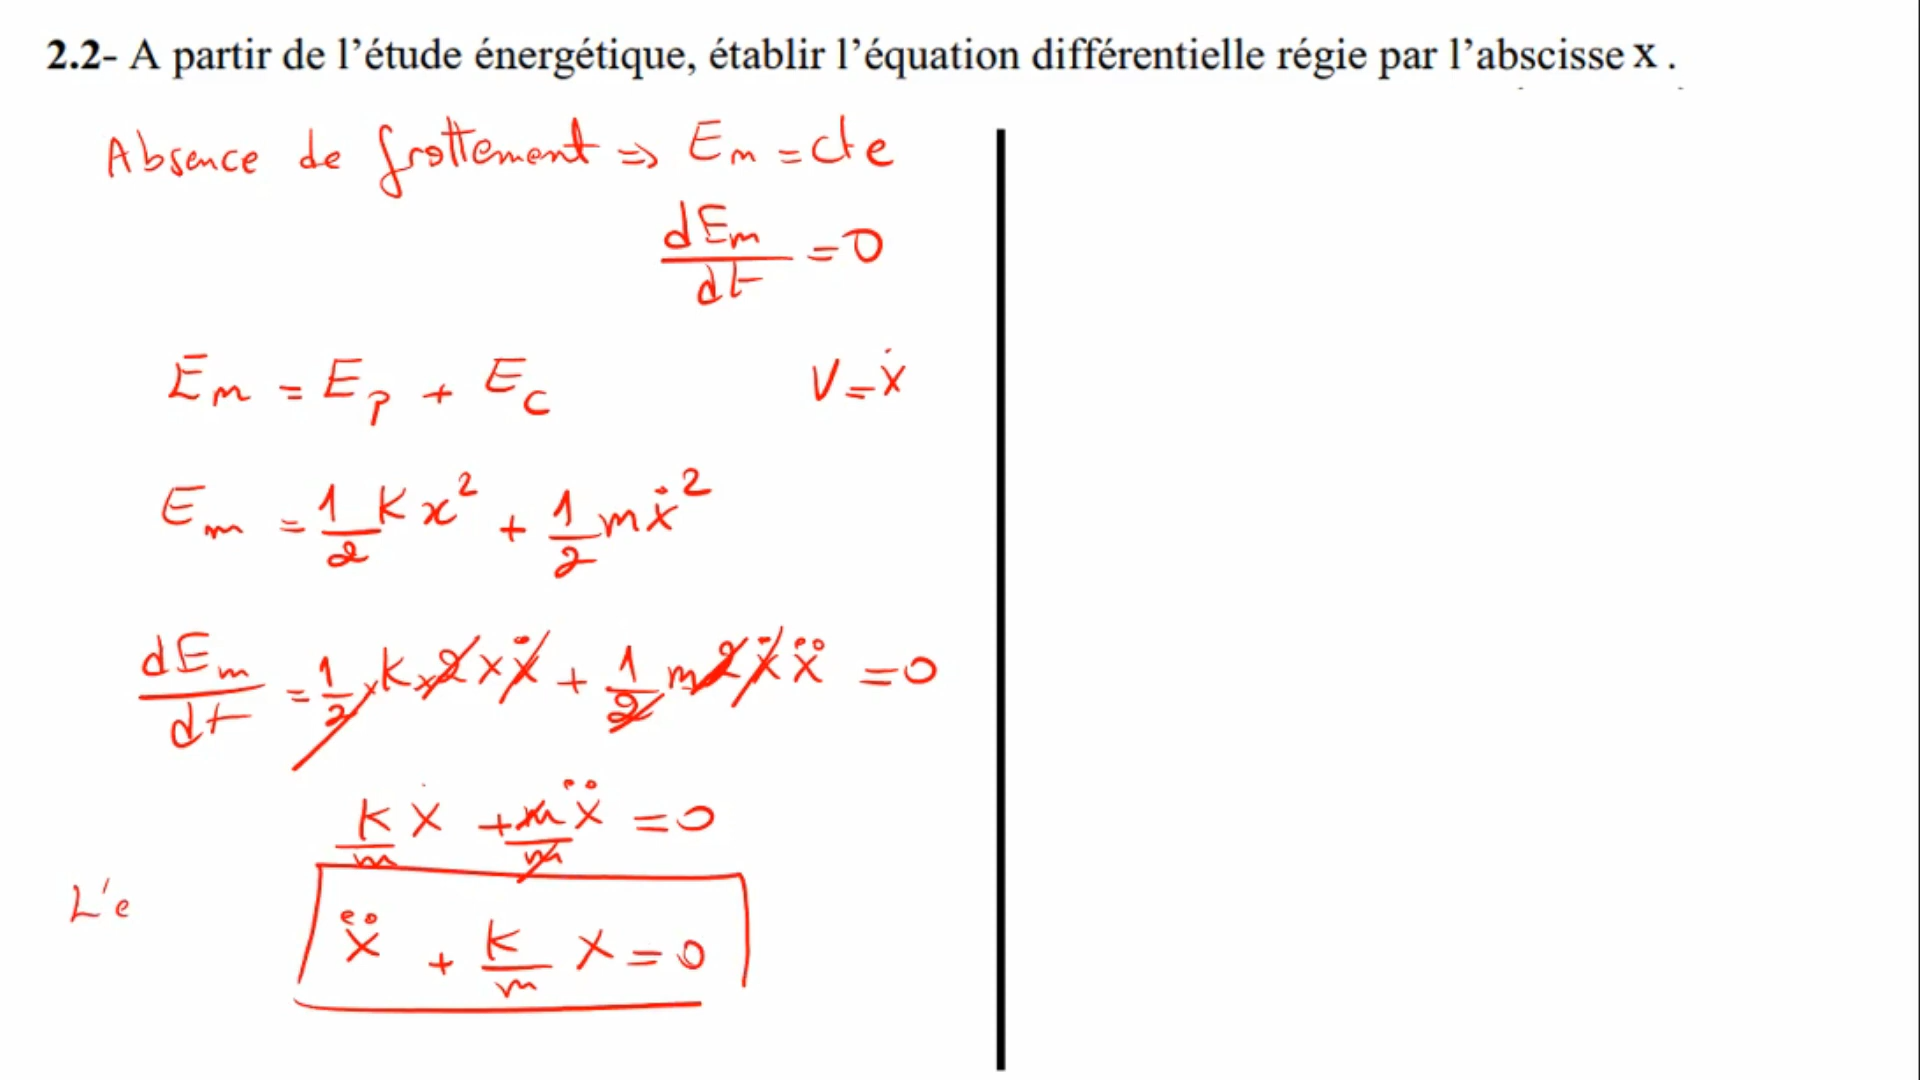 2.2- A partir de l’étude énergétique, établir l’équation différentielle régie par l’abscisse x .
Absence de frottement => Em = cte
dEm/dt = 0
Em = Ep + Ec
V = ẋ
Em = 1/2 K x² + 1/2 m ẋ²
dEm/dt = 1/2 x K x 2 x ẋ + 1/2 m 2 ẋ ẍ = 0
K/m x + m/m ẍ = 0
L'e
ẍ + K/m x = 0